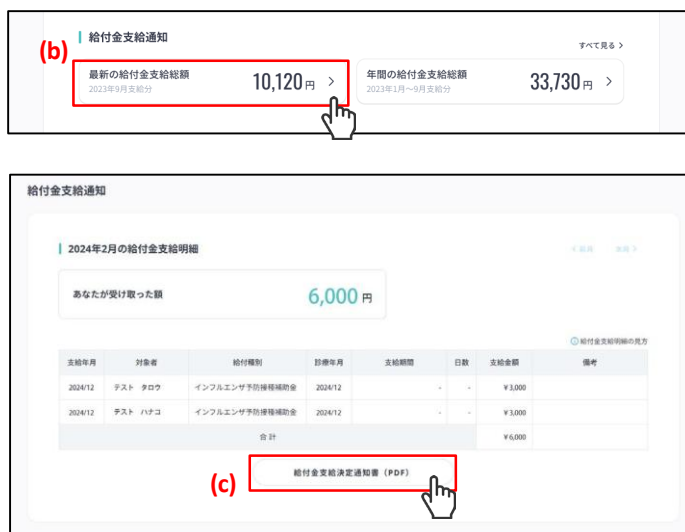 給付金支給通知
すべて見る >
(b)
最新の給付金支給総額
2023年9月支給分
10,120 円 >
年間の給付金支給総額
2023年1月〜9月支給分
33,730 円 >
給付金支給通知
2024年2月の給付金支給明細
< 前月 次月 >
あなたが受け取った額
6,000 円
給付金支給明細の見方
支給年月 対象者 給付種別 診療年月 支給期間 日数 支給金額 備考
2024/12 テスト タロウ インフルエンザ予防接種補助金 2024/12 - - ¥3,000
2024/12 テスト ハナコ インフルエンザ予防接種補助金 2024/12 - - ¥3,000
合計 ¥6,000
(c)
給付金支給決定通知書（PDF）